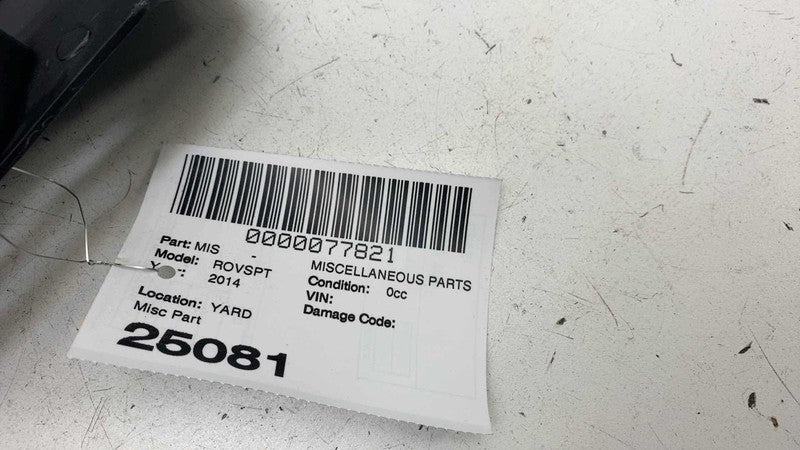 0000077821
Part: MIS - MISCELLANEOUS PARTS
Model: ROVSPT Condition: 0cc
2014 VIN:
Location: YARD Damage Code:
Misc Part
25081